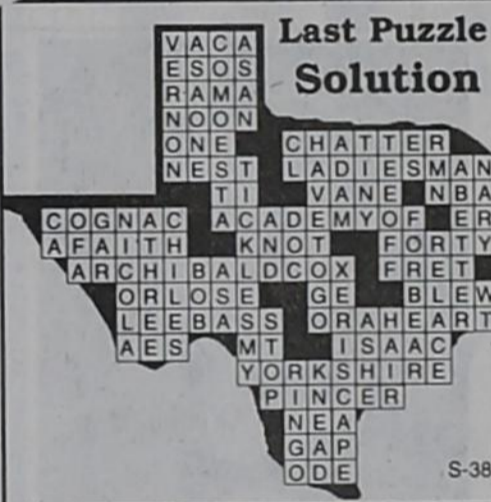 Last Puzzle
Solution
VACA
ESOS
RAMA
NOON
ONE CHATTER
NEST LADIESMAN
TI VANE NBA
COGNAC ACADEMYOF ER
AFAITH KNOT FORTY
ARCHIBALDCOX FRET
ORLOSE GE BLEW
LEEBASS ORAHEART
AES MT ISAAC
YORKSHIRE
PINCER
NEA
GAP
ODE
S-38